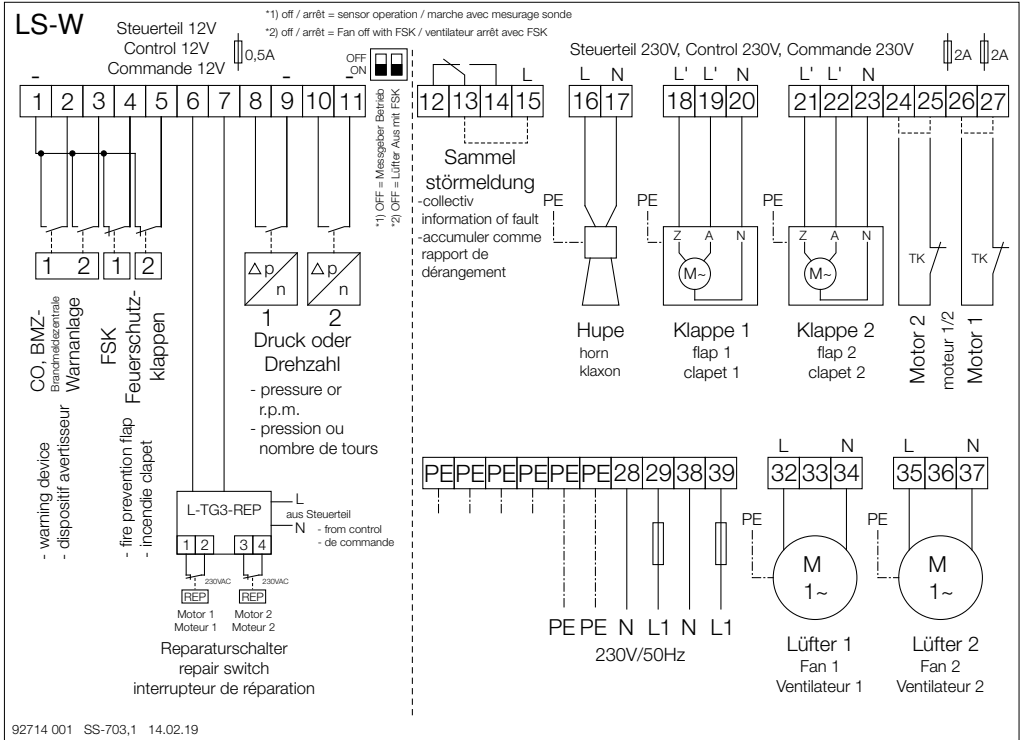 LS-W
Steuerteil 12V
Control 12V
Commande 12V
0,5A
*1) off / arrêt = sensor operation / marche avec mesurage sonde
*2) off / arrêt = Fan off with FSK / ventilateur arrêt avec FSK
OFF
ON
*1) OFF = Messgeber Betrieb
*2) OFF = Lüfter Aus mit FSK
Steuerteil 230V, Control 230V, Commande 230V
2A 2A
- - -
1 2 3 4 5 6 7 8 9 10 11
L
12 13 14 15
L N
16 17
L' L' N
18 19 20
L' L' N
21 22 23 24 25 26 27
1 2
1 2
CO, BMZ-
Brandmeldezentrale
Warnanlage
- warning device
- dispositif avertisseur
FSK
Feuerschutz-
klappen
- fire prevention flap
- incendie clapet
Δp
n
1
Δp
n
2
Druck oder
Drehzahl
- pressure or
r.p.m.
- pression ou
nombre de tours
L-TG3-REP
L
aus Steuerteil
N
- from control
- de commande
1 2 3 4
230VAC 230VAC
REP REP
Motor 1
Moteur 1
Motor 2
Moteur 2
Reparaturschalter
repair switch
interrupteur de réparation
Sammel
störmeldung
-collectiv
information of fault
-accumuler comme
rapport de
dérangement
PE
Hupe
horn
klaxon
PE
Z A N
M~
Klappe 1
flap 1
clapet 1
PE
Z A N
M~
Klappe 2
flap 2
clapet 2
TK
Motor 2
moteur 1/2
TK
Motor 1
PE PE PE PE PE PE 28 29 38 39
PE PE N L1 N L1
230V/50Hz
L N
32 33 34
PE
M
1~
Lüfter 1
Fan 1
Ventilateur 1
L N
35 36 37
PE
M
1~
Lüfter 2
Fan 2
Ventilateur 2
92714 001 SS-703,1 14.02.19